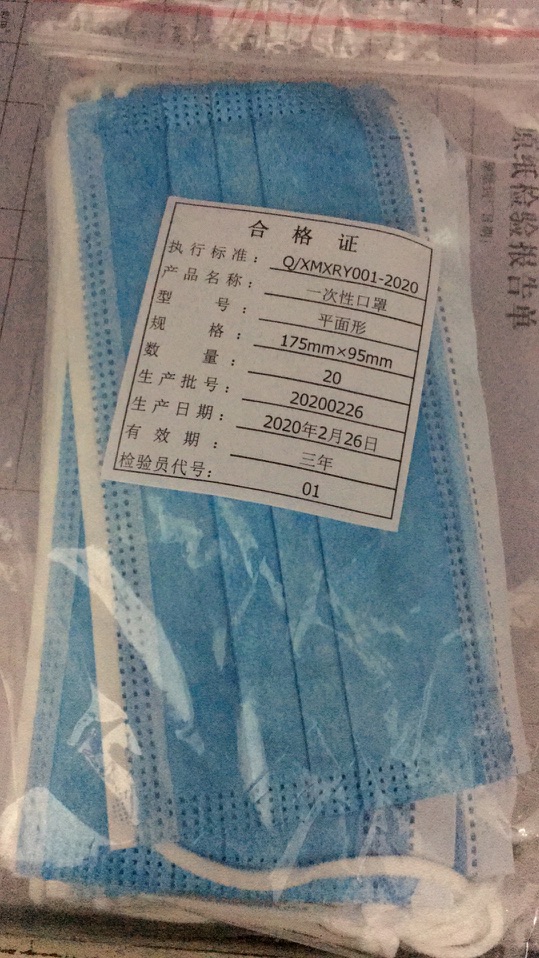 合格证
执行标准：Q/XMXRY001-2020
产品名称：一次性口罩
型号：平面形
规格：175mm×95mm
数量：20
生产批号：20200226
生产日期：2020年2月26日
有效期：三年
检验员代号：01
原纸检验报告单